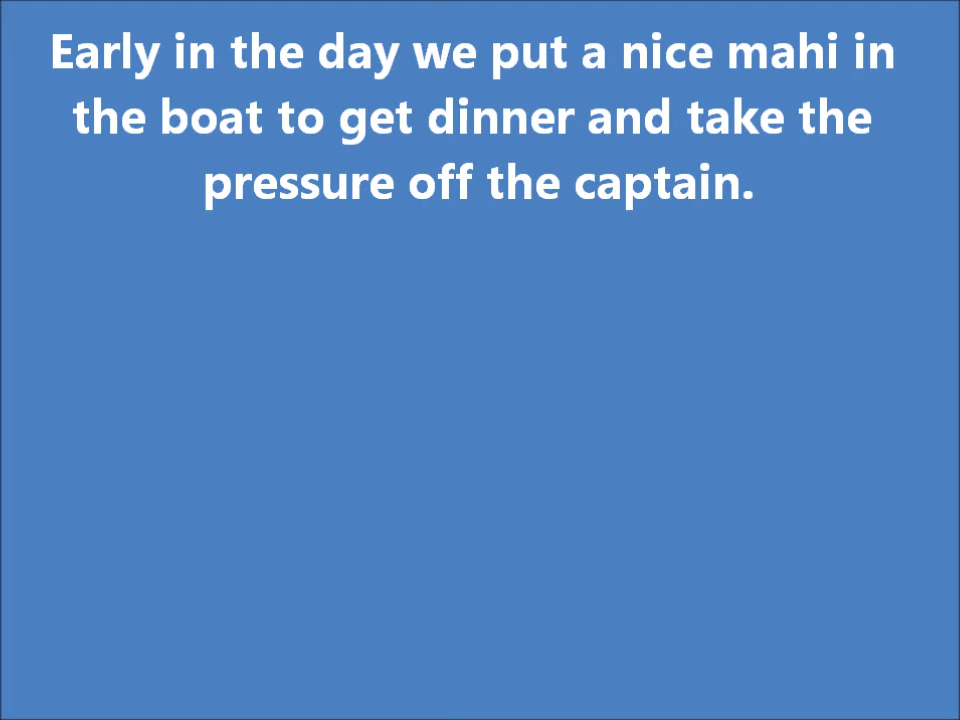 Early in the day we put a nice mahi in
the boat to get dinner and take the
pressure off the captain.